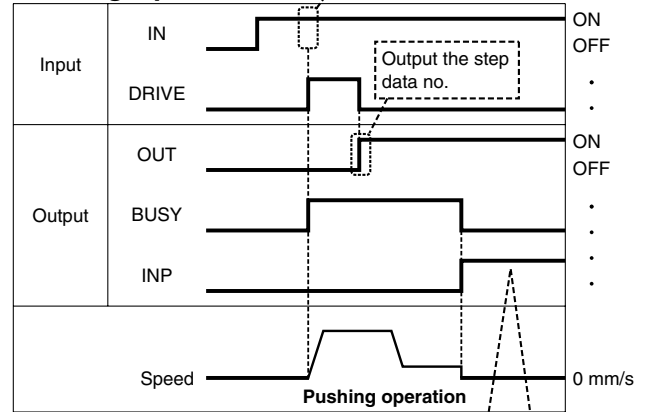 IN
ON
OFF
Input
Output the step
data no.
DRIVE
OUT
ON
OFF
Output
BUSY
INP
Speed
0 mm/s
Pushing operation